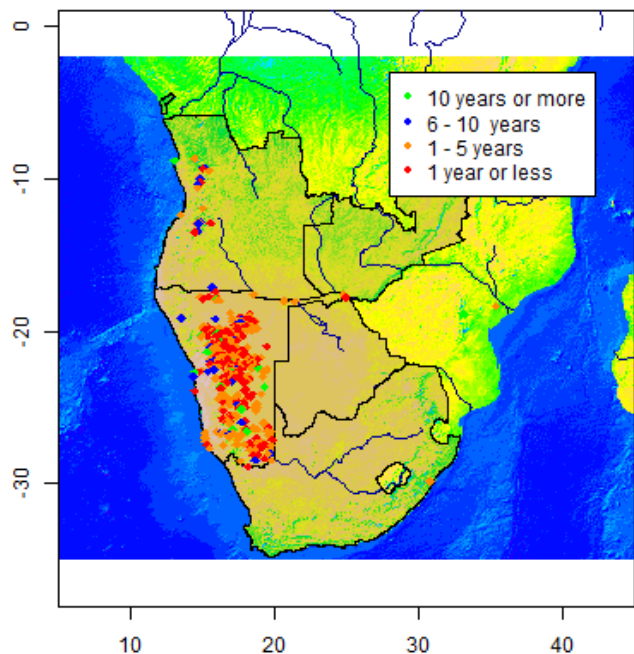 0
10 years or more
6 - 10 years
1 - 5 years
1 year or less
-10
-20
-30
10 20 30 40